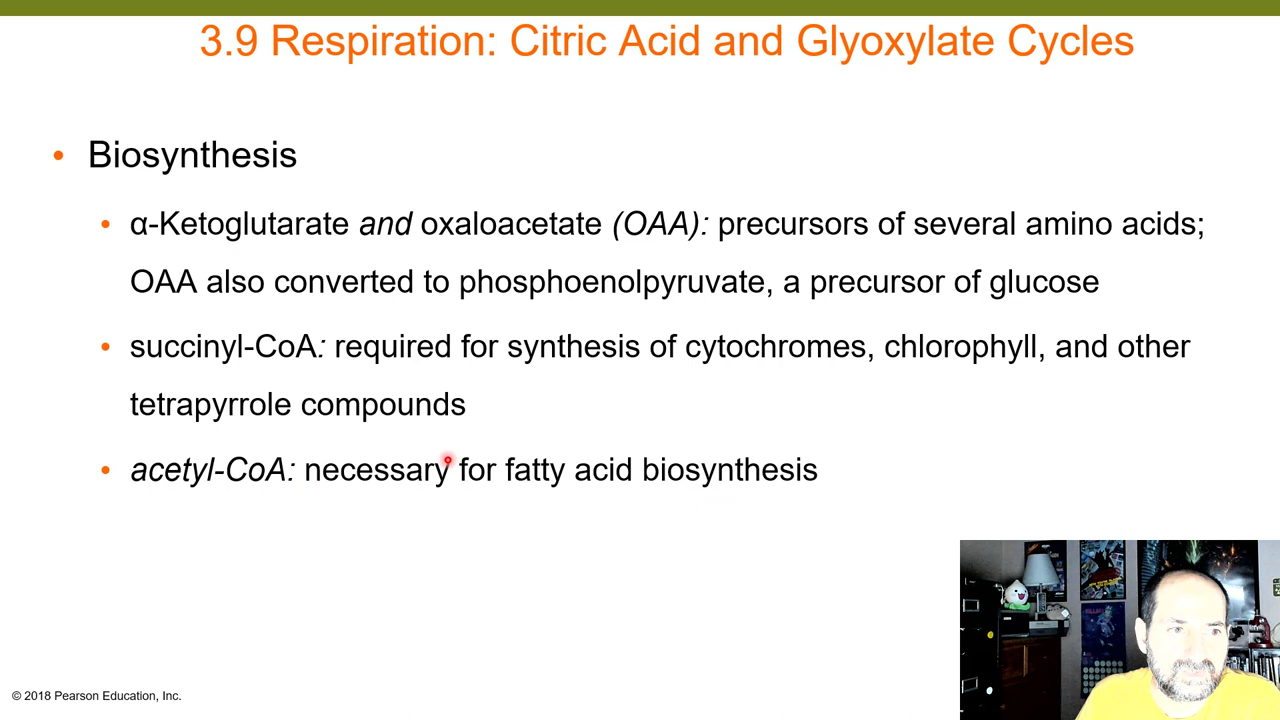 3.9 Respiration: Citric Acid and Glyoxylate Cycles
• Biosynthesis
• α-Ketoglutarate and oxaloacetate (OAA): precursors of several amino acids;
OAA also converted to phosphoenolpyruvate, a precursor of glucose
• succinyl-CoA: required for synthesis of cytochromes, chlorophyll, and other
tetrapyrrole compounds
• acetyl-CoA: necessary for fatty acid biosynthesis
© 2018 Pearson Education, Inc.